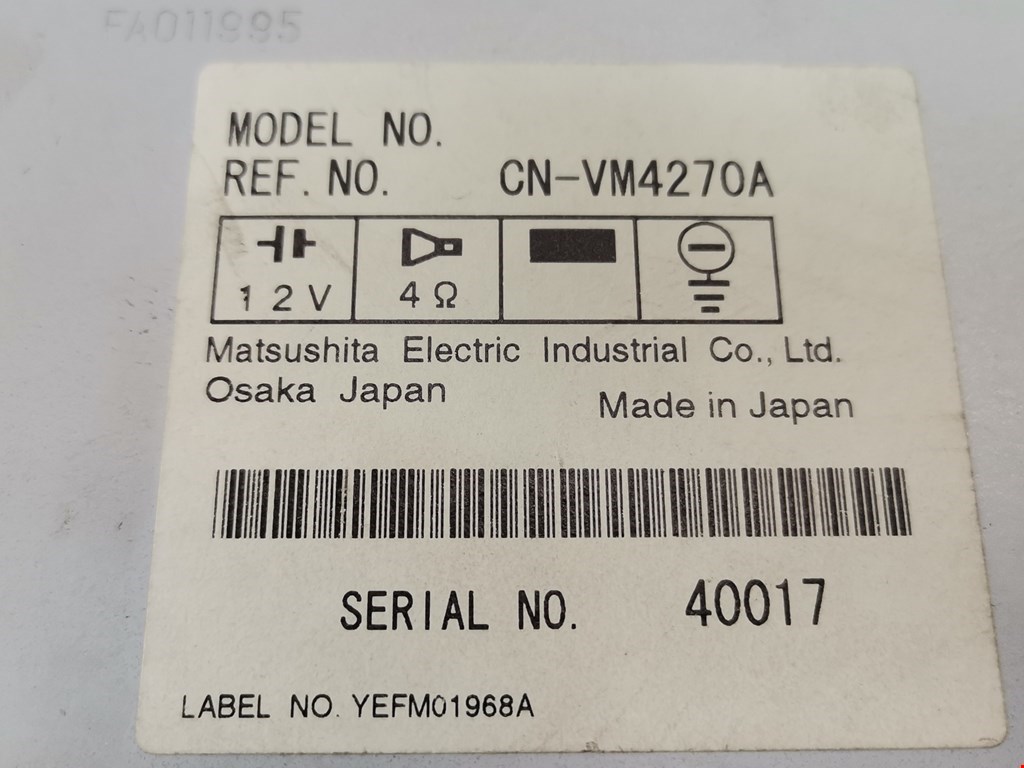 FA011995
MODEL NO.
REF. NO. CN-VM4270A
12V 4Ω
Matsushita Electric Industrial Co., Ltd.
Osaka Japan
Made in Japan
SERIAL NO. 40017
LABEL NO. YEFM01968A